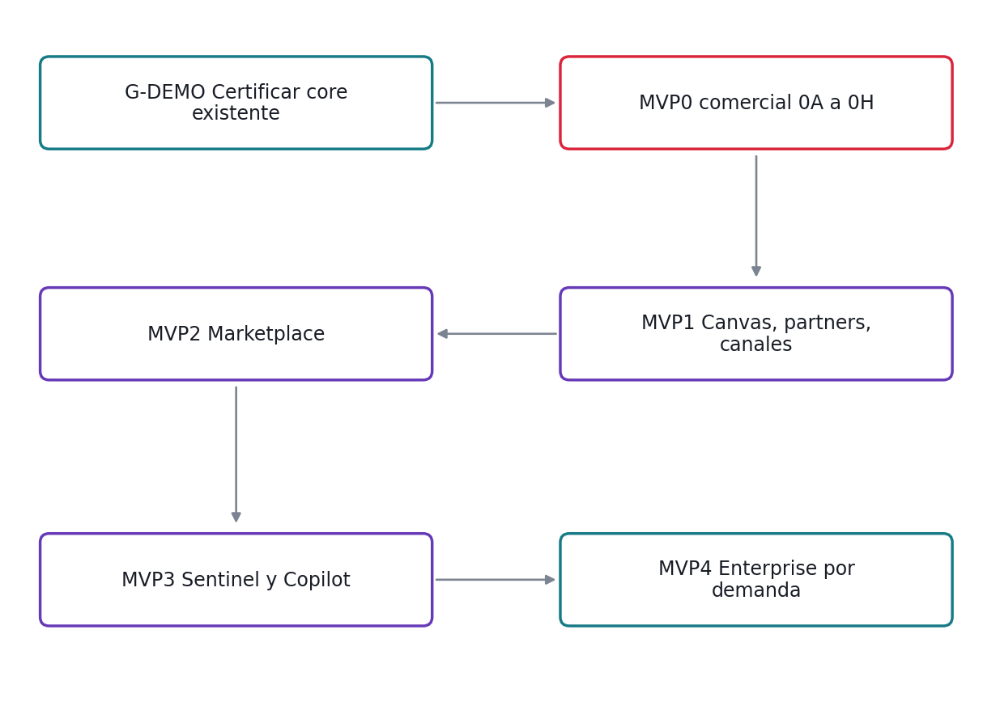 G-DEMO Certificar core
existente
MVP0 comercial 0A a 0H
MVP1 Canvas, partners,
canales
MVP2 Marketplace
MVP3 Sentinel y Copilot
MVP4 Enterprise por
demanda